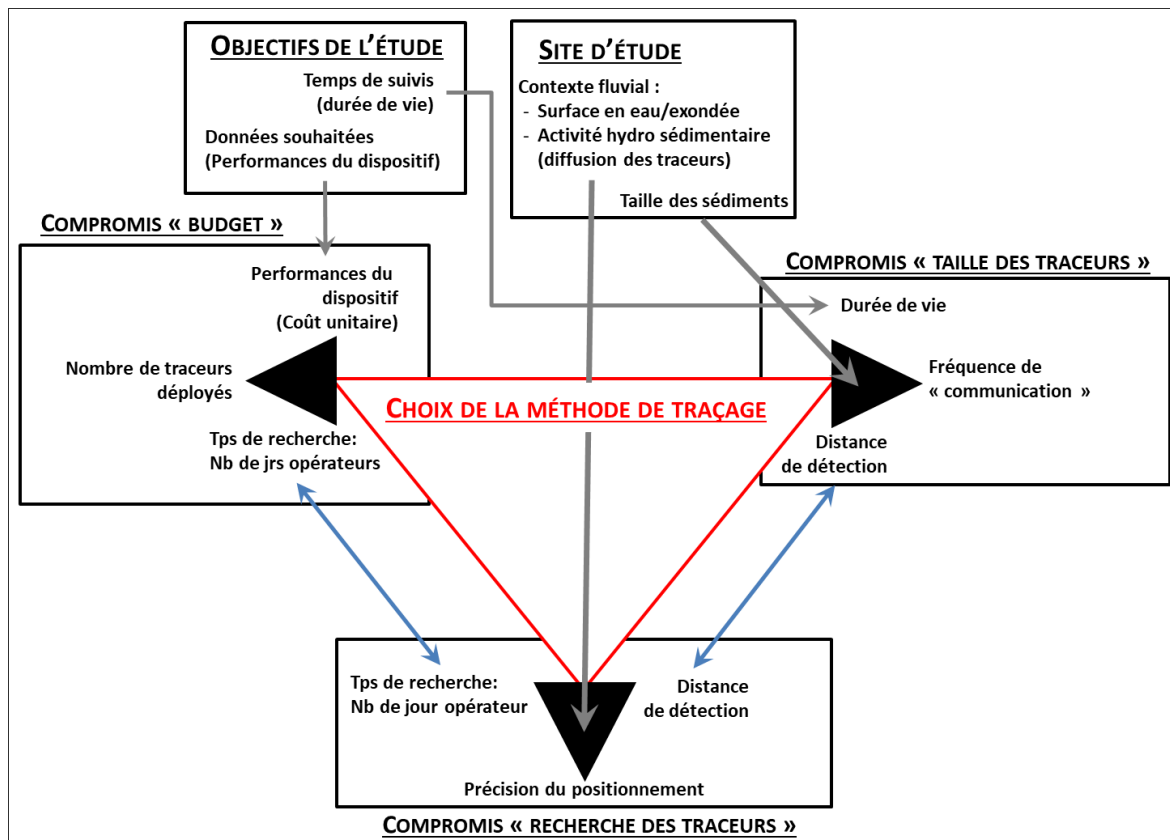 OBJECTIFS DE L'ÉTUDE
Temps de suivis
(durée de vie)
Données souhaitées
(Performances du dispositif)
SITE D'ÉTUDE
Contexte fluvial :
- Surface en eau/exondée
- Activité hydro sédimentaire
(diffusion des traceurs)
Taille des sédiments
COMPROMIS « BUDGET »
Performances du
dispositif
(Coût unitaire)
Nombre de traceurs
déployés
Tps de recherche:
Nb de jrs opérateurs
COMPROMIS « TAILLE DES TRACEURS »
Durée de vie
Fréquence de
« communication »
Distance
de détection
CHOIX DE LA MÉTHODE DE TRAÇAGE
Tps de recherche:
Nb de jour opérateur
Distance
de détection
Précision du positionnement
COMPROMIS « RECHERCHE DES TRACEURS »